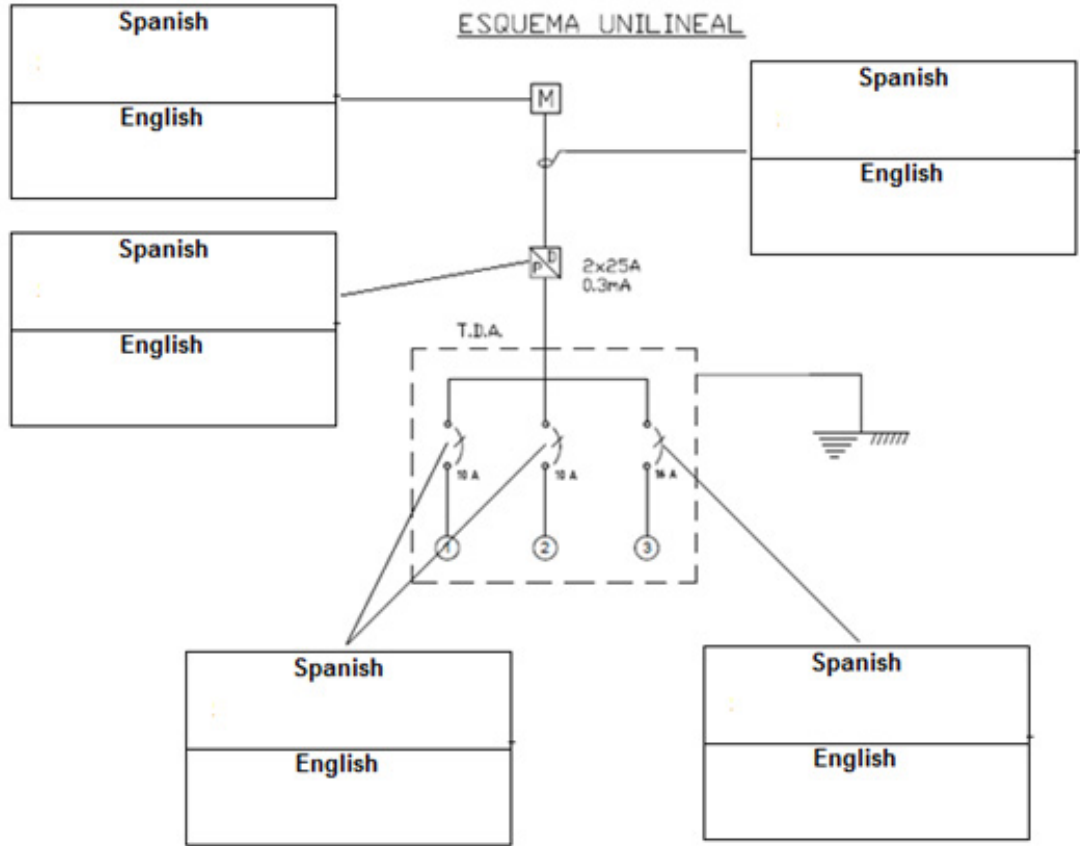 Spanish
English
ESQUEMA UNILINEAL
M
Spanish
English
Spanish
English
D
P
2x25A
0.3mA
T.D.A.
10 A
10 A
16 A
1
2
3
Spanish
English
Spanish
English